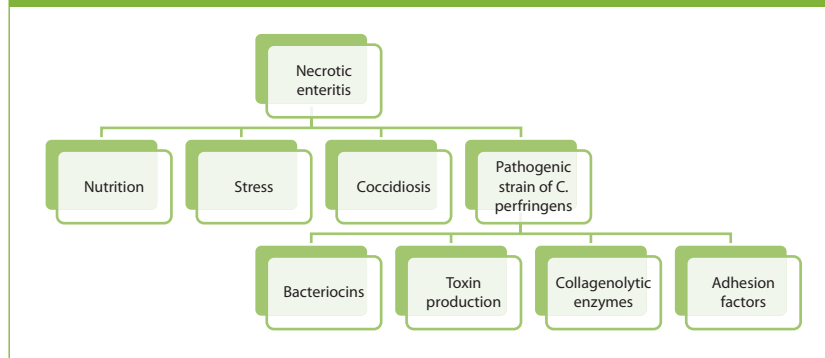 Necrotic
enteritis
Nutrition
Stress
Coccidiosis
Pathogenic
strain of C.
perfringens
Bacteriocins
Toxin
production
Collagenolytic
enzymes
Adhesion
factors